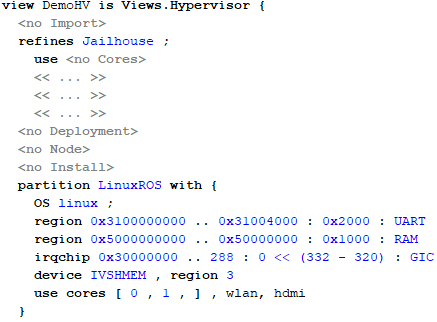 view DemoHV is Views.Hypervisor {
<no Import>
refines Jailhouse ;
use <no Cores>
<< ... >>
<< ... >>
<< ... >>
<no Deployment>
<no Node>
<no Install>
partition LinuxROS with {
OS linux ;
region 0x3100000000 .. 0x31004000 : 0x2000 : UART
region 0x5000000000 .. 0x50000000 : 0x1000 : RAM
irqchip 0x30000000 .. 288 : 0 << (332 - 320) : GIC
device IVSHMEM , region 3
use cores [ 0 , 1 , ] , wlan, hdmi
}